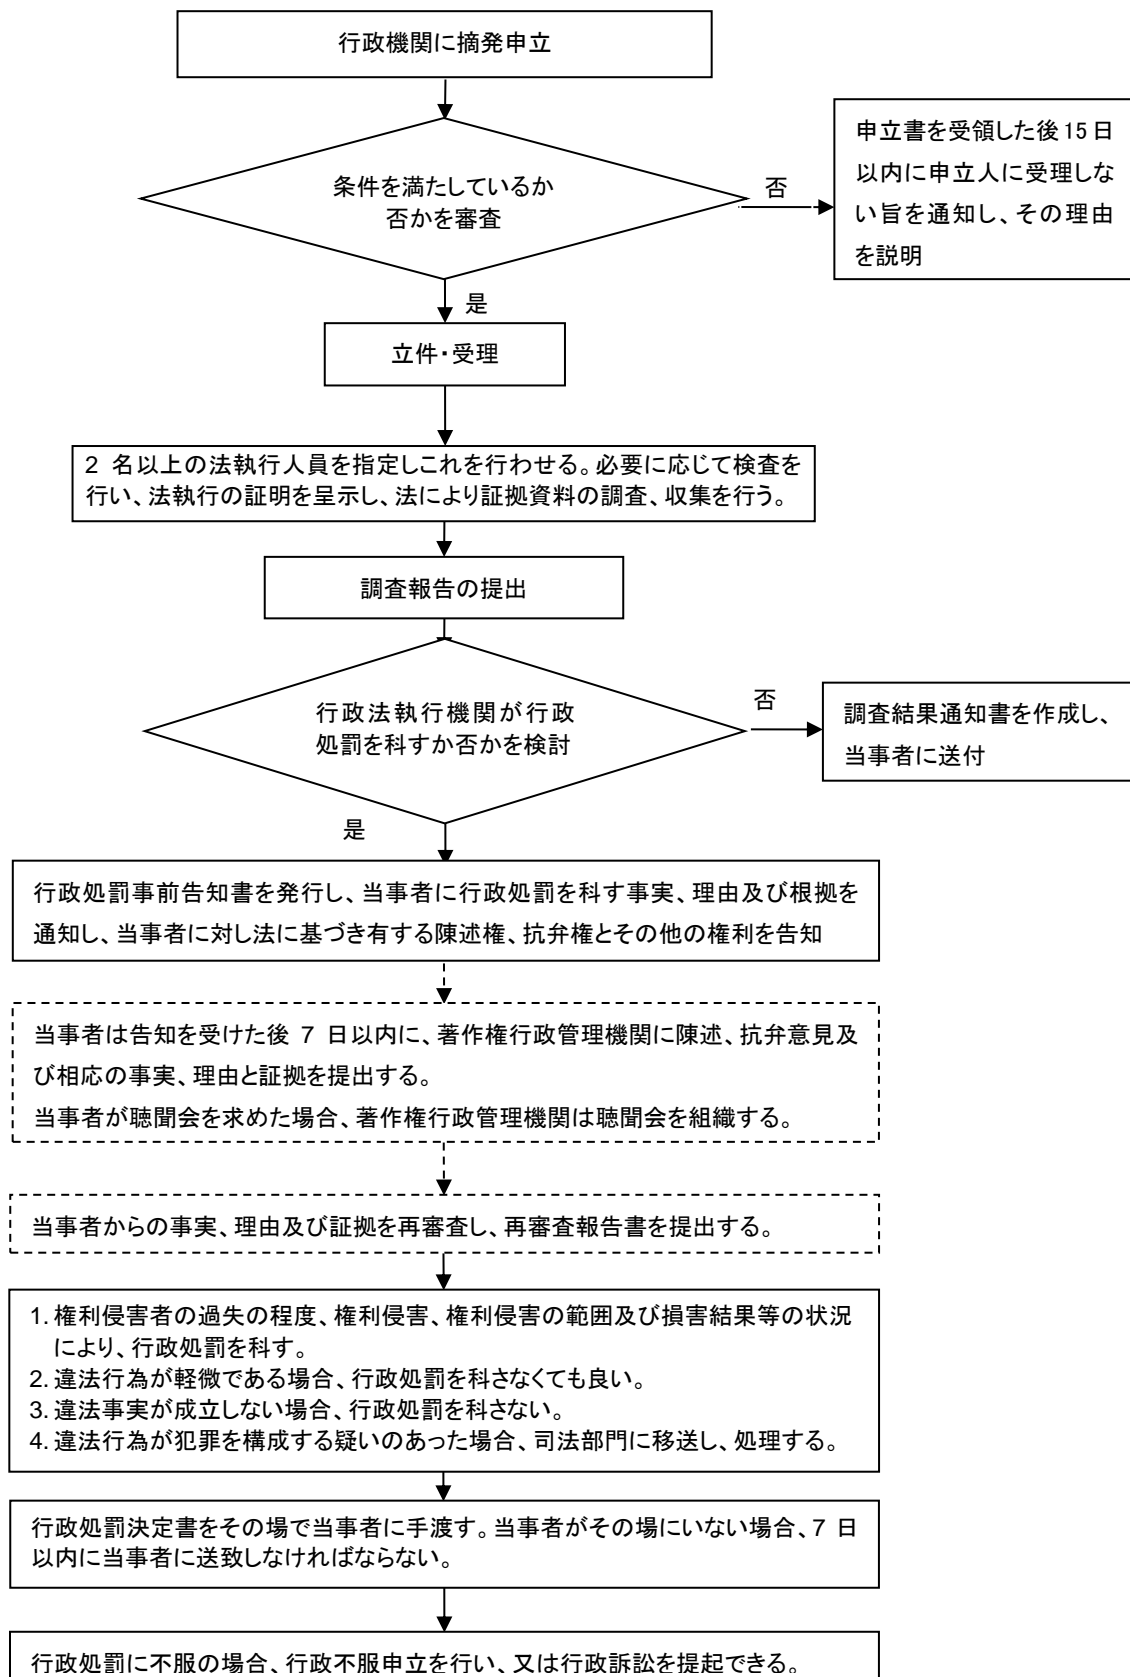 行政機関に摘発申立
条件を満たしているか
否かを審査
否
申立書を受領した後 15 日
以内に申立人に受理しな
い旨を通知し、その理由
を説明
是
立件・受理
2 名以上の法執行人員を指定しこれを行わせる。必要に応じて検査を
行い、法執行の証明を呈示し、法により証拠資料の調査、収集を行う。
調査報告の提出
行政法執行機関が行政
処罰を科すか否かを検討
否
調査結果通知書を作成し、
当事者に送付
是
行政処罰事前告知書を発行し、当事者に行政処罰を科す事実、理由及び根拠を
通知し、当事者に対し法に基づき有する陳述権、抗弁権とその他の権利を告知
当事者は告知を受けた後 7 日以内に、著作権行政管理機関に陳述、抗弁意見及
び相応の事実、理由と証拠を提出する。
当事者が聴聞会を求めた場合、著作権行政管理機関は聴聞会を組織する。
当事者からの事実、理由及び証拠を再審査し、再審査報告書を提出する。
1. 権利侵害者の過失の程度、権利侵害、権利侵害の範囲及び損害結果等の状況
により、行政処罰を科す。
2. 違法行為が軽微である場合、行政処罰を科さなくても良い。
3. 違法事実が成立しない場合、行政処罰を科さない。
4. 違法行為が犯罪を構成する疑いのあった場合、司法部門に移送し、処理する。
行政処罰決定書をその場で当事者に手渡す。当事者がその場にいない場合、7 日
以内に当事者に送致しなければならない。
行政処罰に不服の場合、行政不服申立を行い、又は行政訴訟を提起できる。